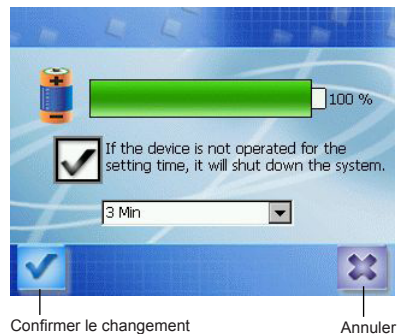 100 %
If the device is not operated for the
setting time, it will shut down the system.
3 Min
Confirmer le changement
Annuler